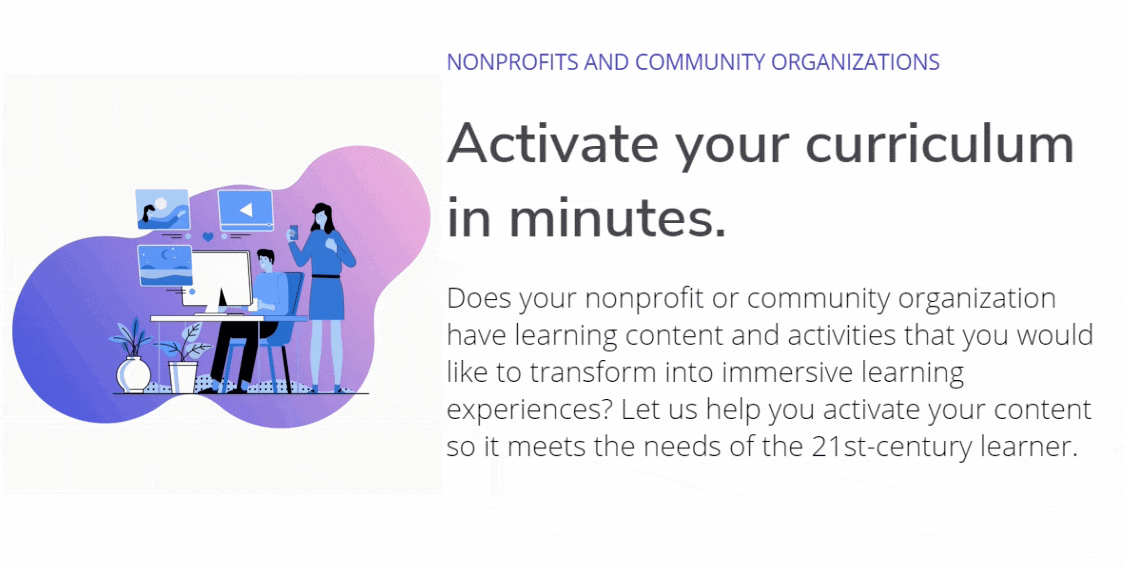 NONPROFITS AND COMMUNITY ORGANIZATIONS
Activate your curriculum
in minutes.
Does your nonprofit or community organization
have learning content and activities that you would
like to transform into immersive learning
experiences? Let us help you activate your content
so it meets the needs of the 21st-century learner.